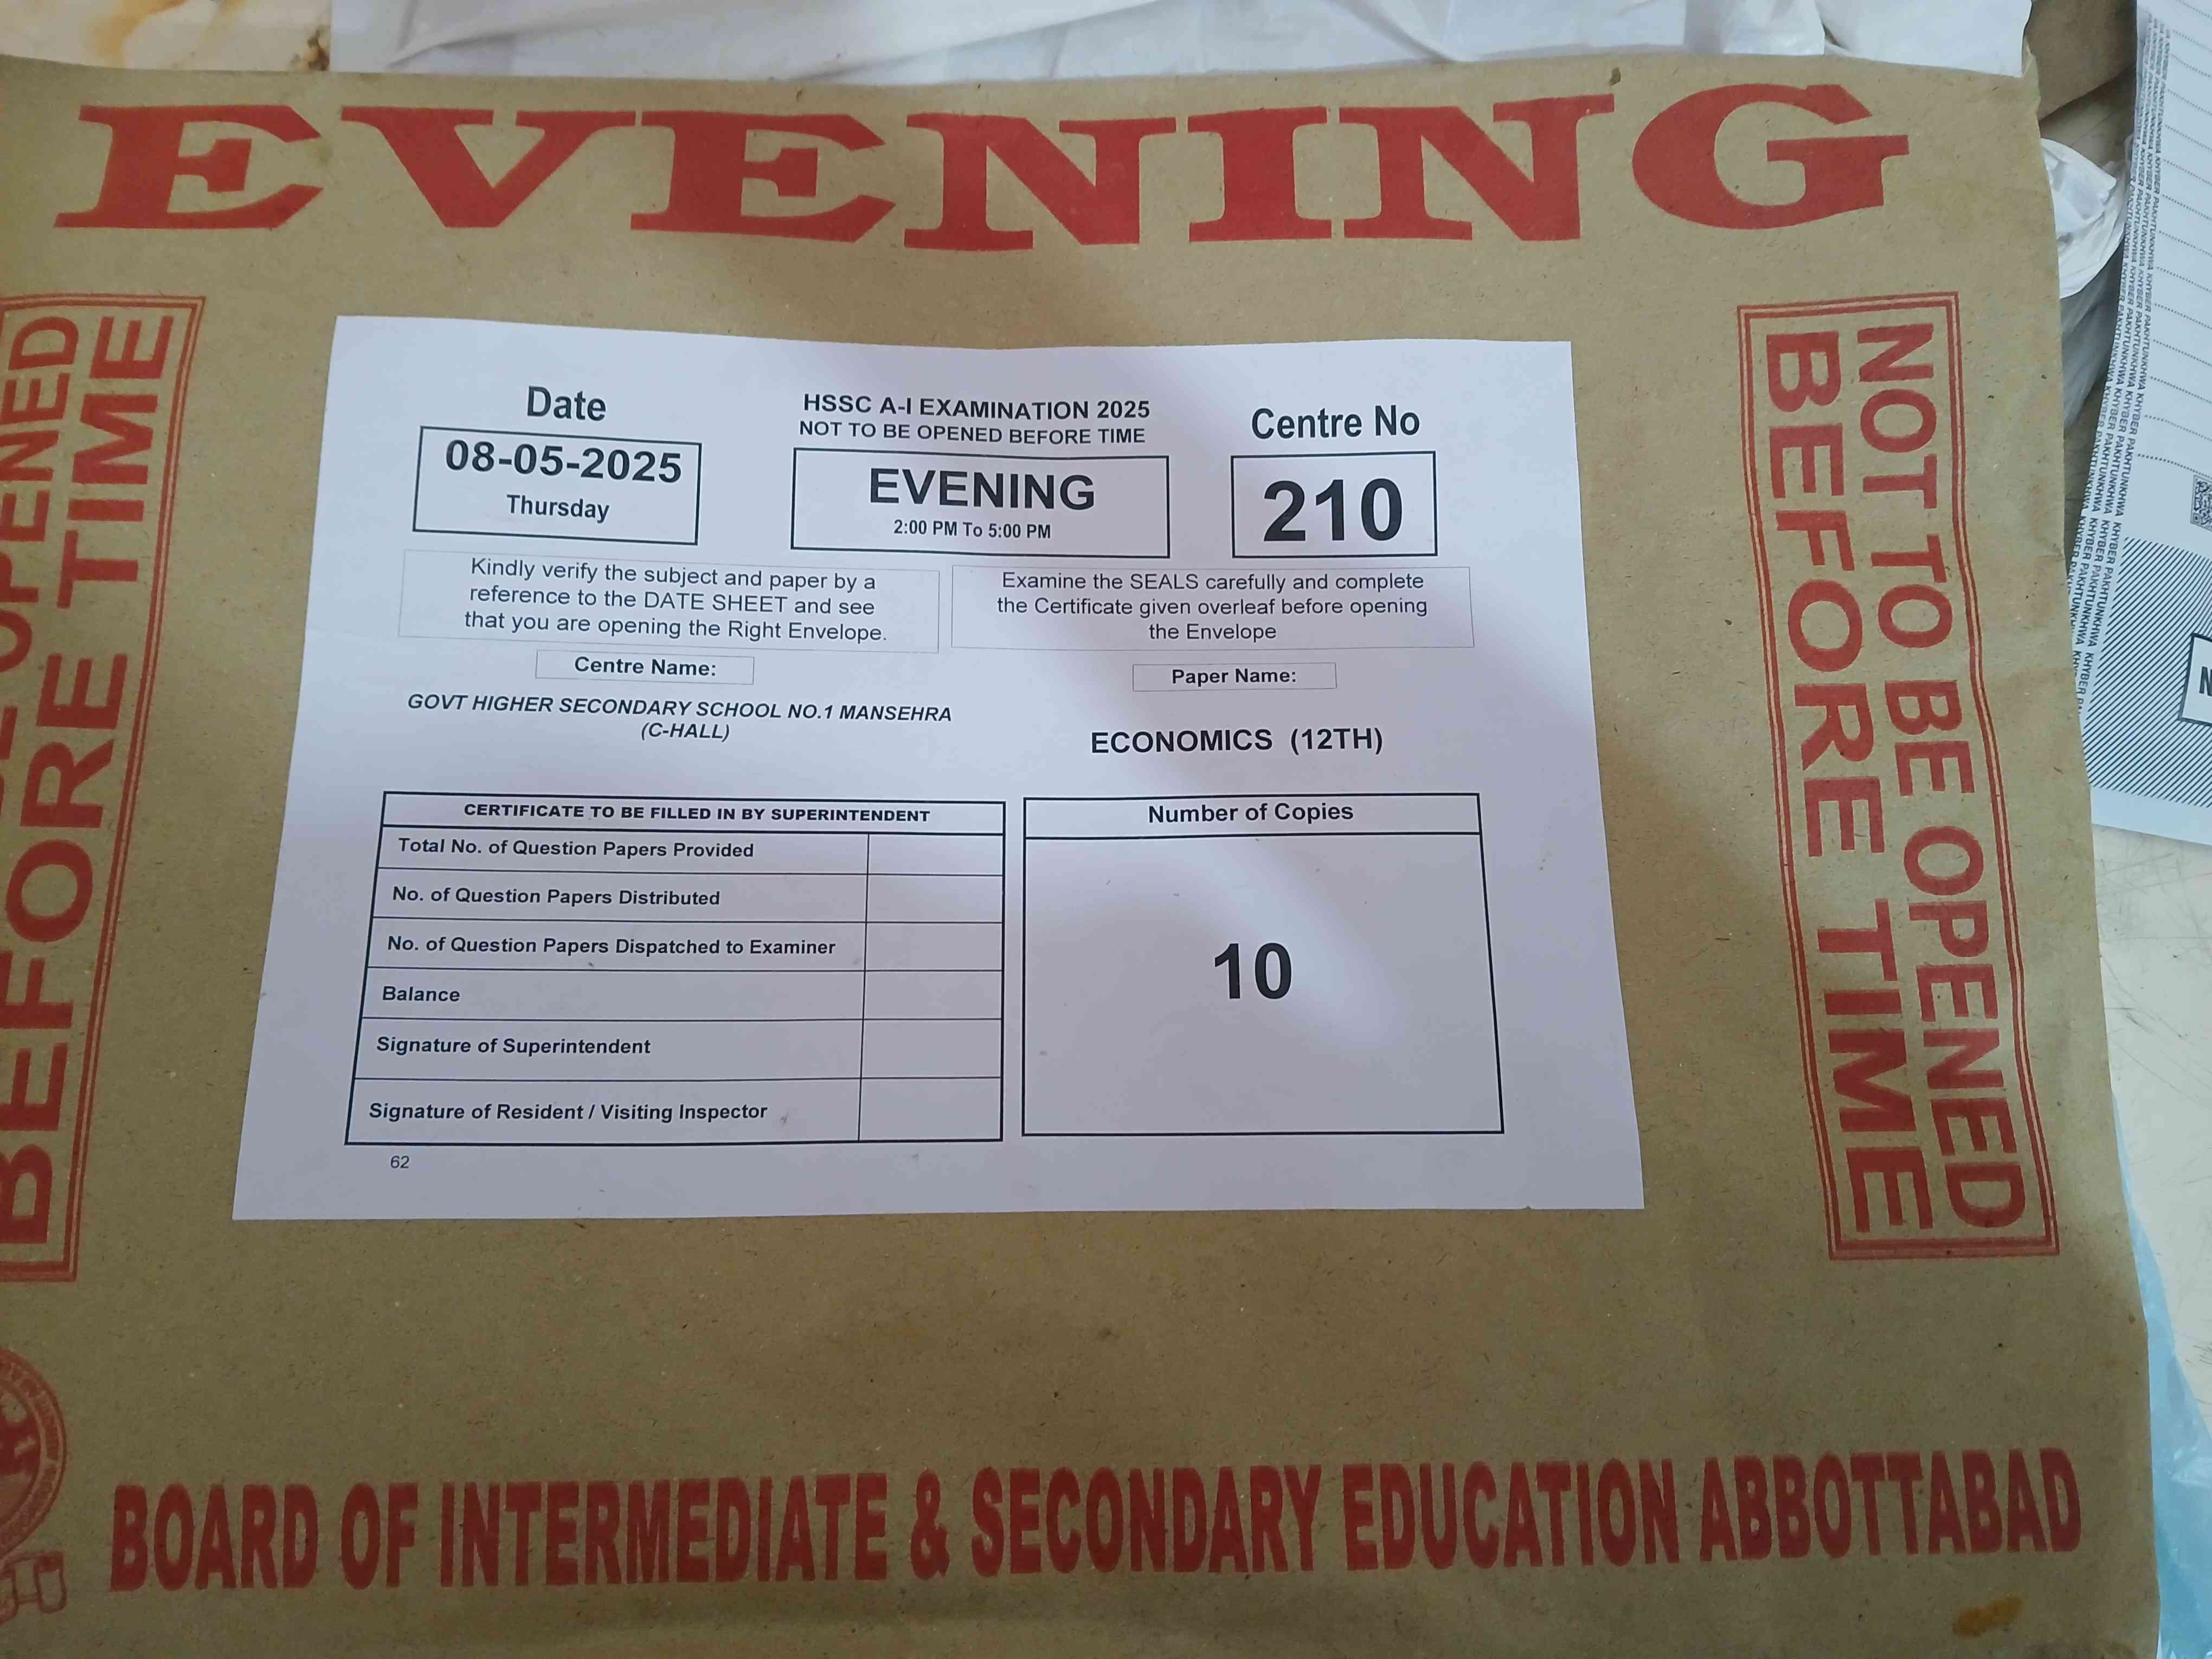 EVENING
OPENED
BEFORE TIME
NOT TO BE OPENED
BEFORE TIME
Date
08-05-2025
Thursday
HSSC A-I EXAMINATION 2025
NOT TO BE OPENED BEFORE TIME
EVENING
2:00 PM To 5:00 PM
Centre No
210
Kindly verify the subject and paper by a
reference to the DATE SHEET and see
that you are opening the Right Envelope.
Examine the SEALS carefully and complete
the Certificate given overleaf before opening
the Envelope
Centre Name:
GOVT HIGHER SECONDARY SCHOOL NO.1 MANSEHRA
(C-HALL)
Paper Name:
ECONOMICS (12TH)
CERTIFICATE TO BE FILLED IN BY SUPERINTENDENT
Total No. of Question Papers Provided
No. of Question Papers Distributed
No. of Question Papers Dispatched to Examiner
Balance
Signature of Superintendent
Signature of Resident / Visiting Inspector
Number of Copies
10
62
BOARD OF INTERMEDIATE & SECONDARY EDUCATION ABBOTTABAD
KHYBER PAKHTUNKHWA KHYBER PAKHTUNKHWA KHYBER PAKHTUNKHWA